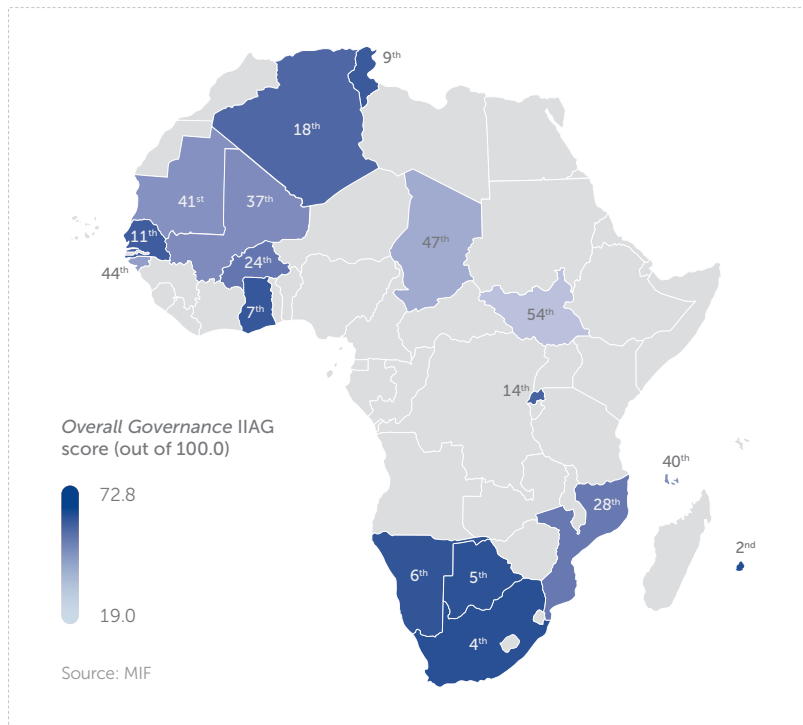 9th
18th
41st
37th
11th
47th
24th
44th
7th
54th
14th
Overall Governance IIAG
score (out of 100.0)
40th
72.8
28th
2nd
6th
5th
19.0
4th
Source: MIF